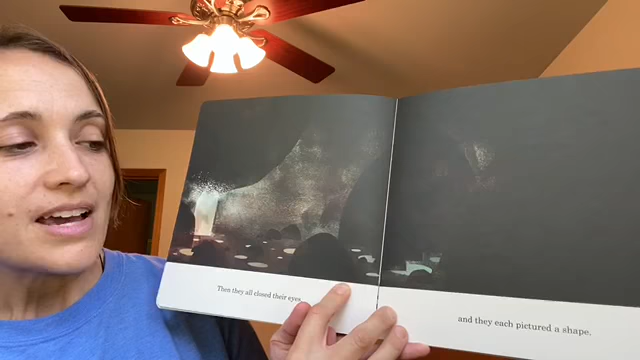 Then they all closed their eyes
and they each pictured a shape.